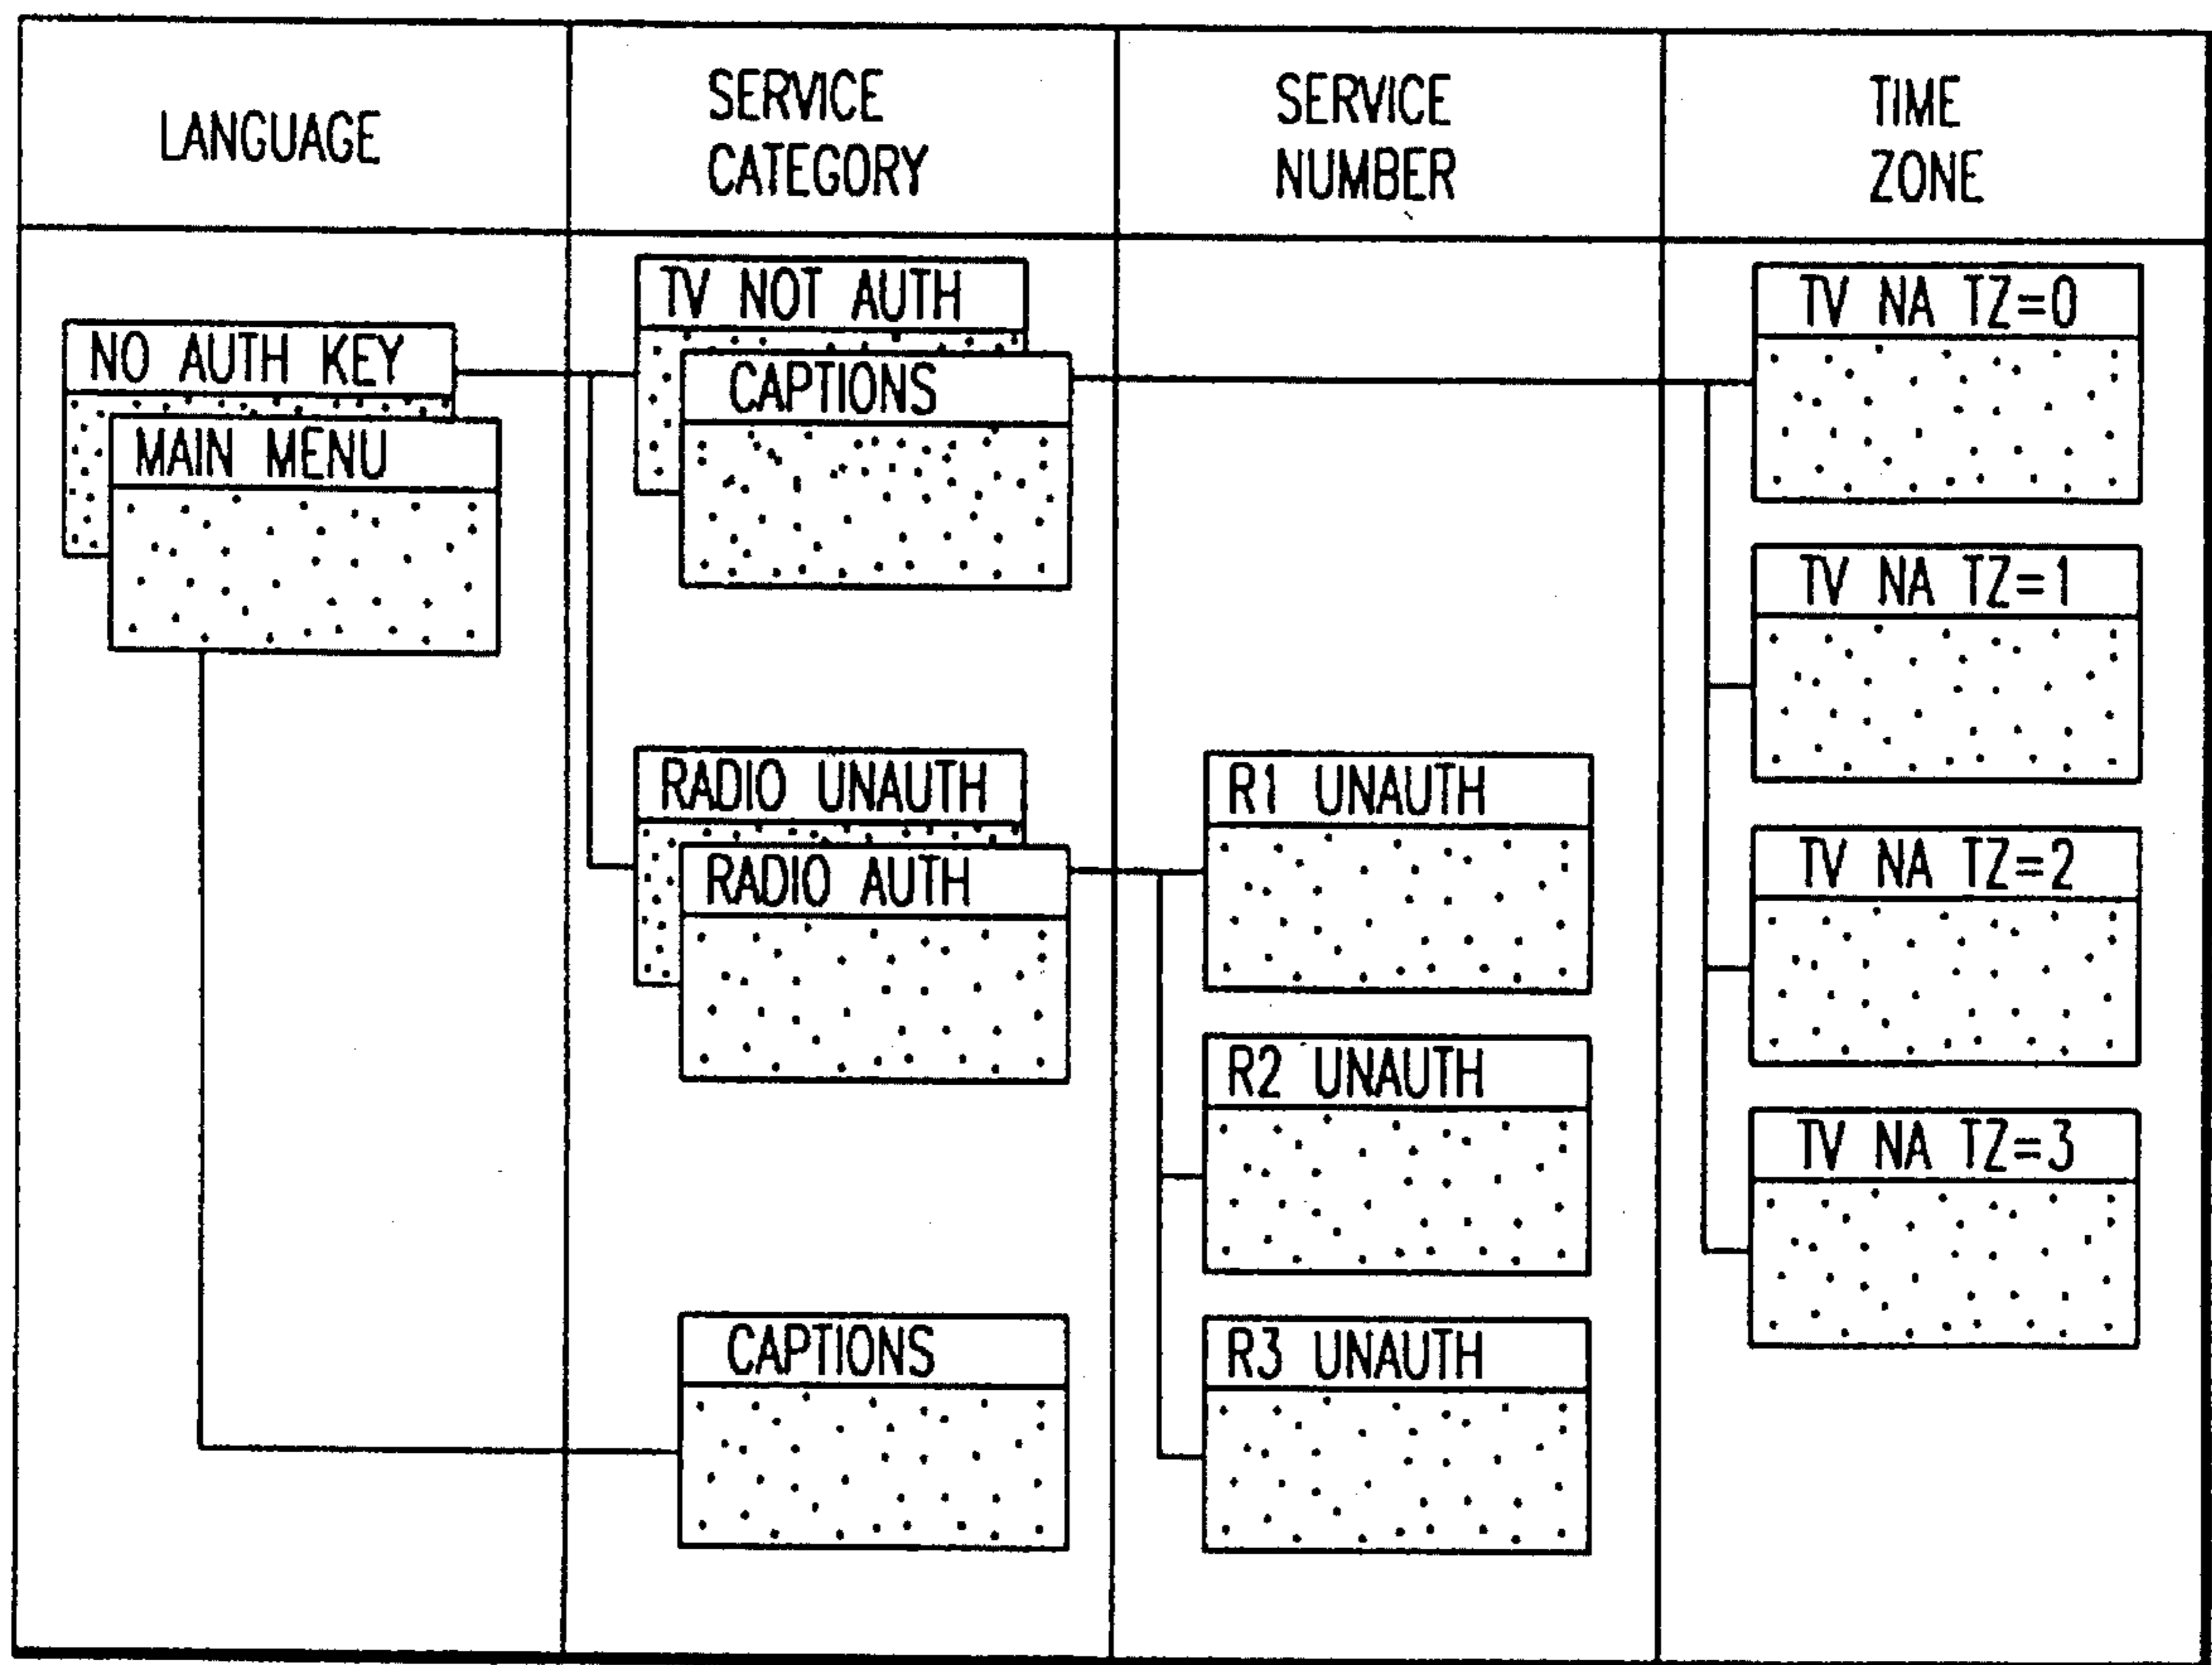 LANGUAGE
SERVICE
CATEGORY
SERVICE
NUMBER
TIME
ZONE
NO AUTH KEY
MAIN MENU
TV NOT AUTH
CAPTIONS
RADIO UNAUTH
RADIO AUTH
CAPTIONS
R1 UNAUTH
R2 UNAUTH
R3 UNAUTH
TV NA TZ=0
TV NA TZ=1
TV NA TZ=2
TV NA TZ=3